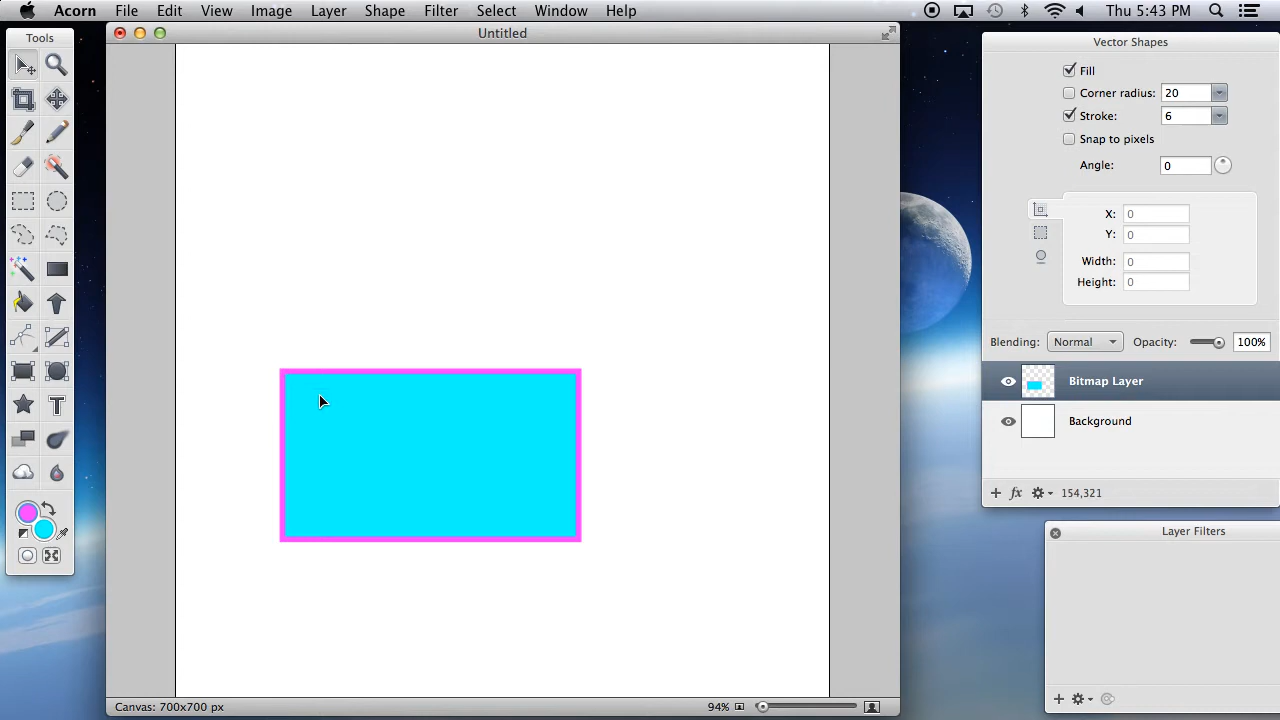 Acorn File Edit View Image Layer Shape Filter Select Window Help Thu 5:43 PM
Tools
Untitled
Vector Shapes
Fill
Corner radius: 20
Stroke: 6
Snap to pixels
Angle: 0
X: 0
Y: 0
Width: 0
Height: 0
Blending: Normal Opacity: 100%
Bitmap Layer
Background
fx 154,321
Layer Filters
T
Canvas: 700x700 px 94%